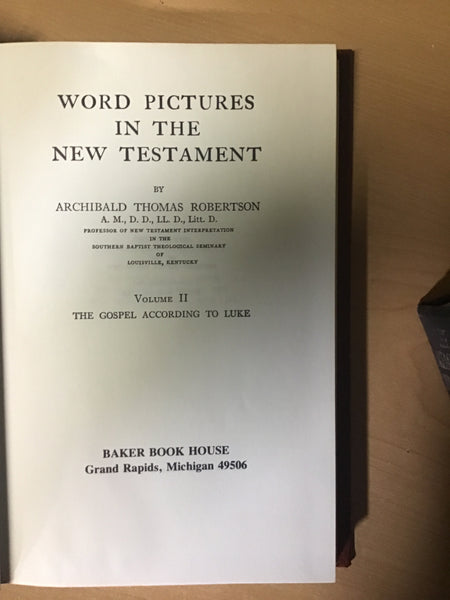 WORD PICTURES
IN THE
NEW TESTAMENT
BY
ARCHIBALD THOMAS ROBERTSON
A. M., D. D., LL. D., Litt. D.
PROFESSOR OF NEW TESTAMENT INTERPRETATION
IN THE
SOUTHERN BAPTIST THEOLOGICAL SEMINARY
OF
LOUISVILLE, KENTUCKY
VOLUME II
THE GOSPEL ACCORDING TO LUKE
BAKER BOOK HOUSE
Grand Rapids, Michigan 49506